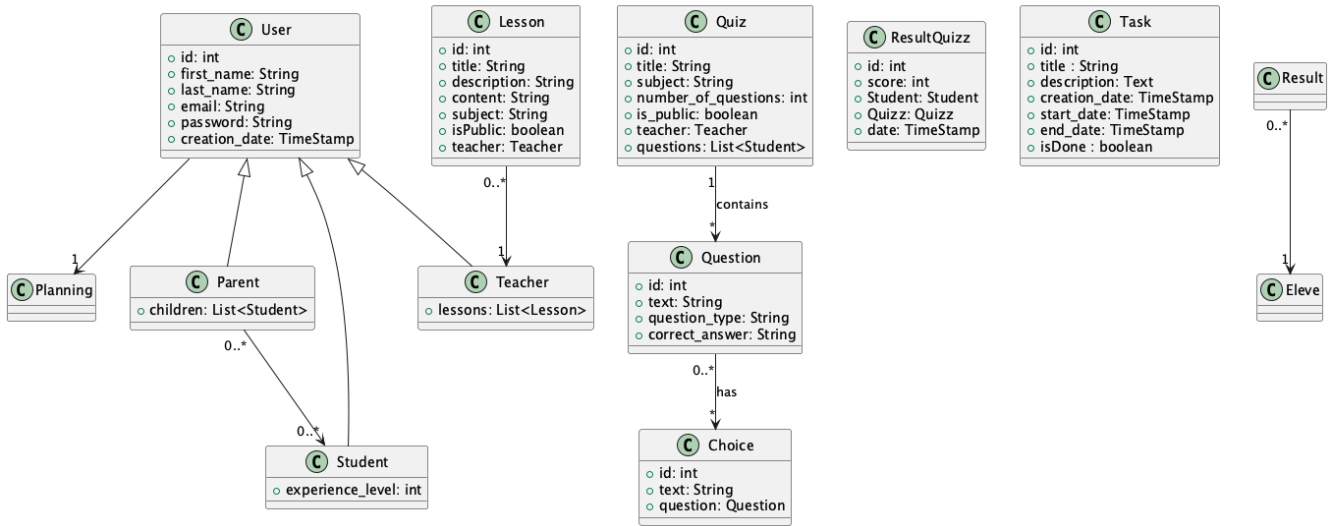 C User
id: int
first_name: String
last_name: String
email: String
password: String
creation_date: TimeStamp
C Lesson
id: int
title: String
description: String
content: String
subject: String
isPublic: boolean
teacher: Teacher
C Quiz
id: int
title: String
subject: String
number_of_questions: int
is_public: boolean
teacher: Teacher
questions: List<Student>
C ResultQuizz
id: int
score: int
Student: Student
Quizz: Quizz
date: TimeStamp
C Task
id: int
title : String
description: Text
creation_date: TimeStamp
start_date: TimeStamp
end_date: TimeStamp
isDone : boolean
C Result
0..*
1
0..*
1
contains
*
1
1
C Planning
C Parent
children: List<Student>
0..*
0..*
C Teacher
lessons: List<Lesson>
C Question
id: int
text: String
question_type: String
correct_answer: String
0..*
has
*
C Eleve
C Student
experience_level: int
C Choice
id: int
text: String
question: Question